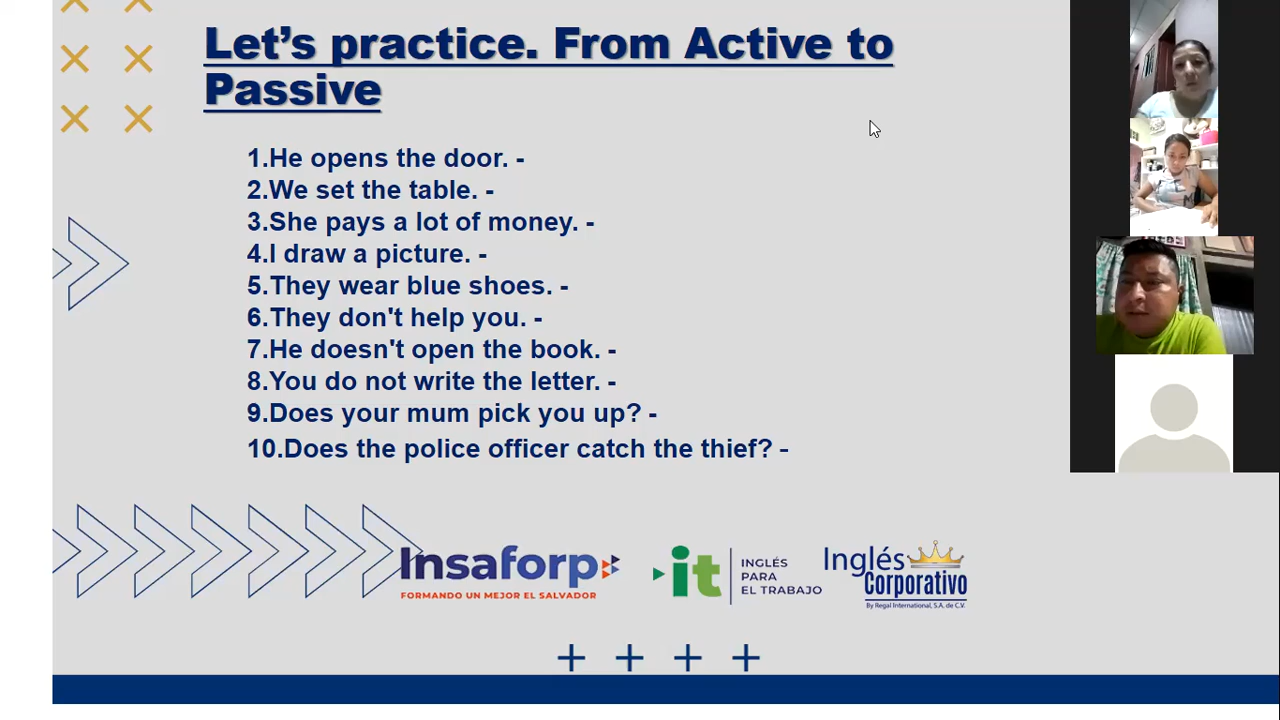 Let's practice. From Active to
Passive
1.He opens the door. -
2.We set the table. -
3.She pays a lot of money. -
4.I draw a picture. -
5.They wear blue shoes. -
6.They don't help you. -
7.He doesn't open the book. -
8.You do not write the letter. -
9.Does your mum pick you up? -
10.Does the police officer catch the thief? -
Insaforp
FORMANDO UN MEJOR EL SALVADOR
it
INGLÉS
PARA
EL TRABAJO
Inglés
Corporativo
By Regal International, S.A. de C.V.